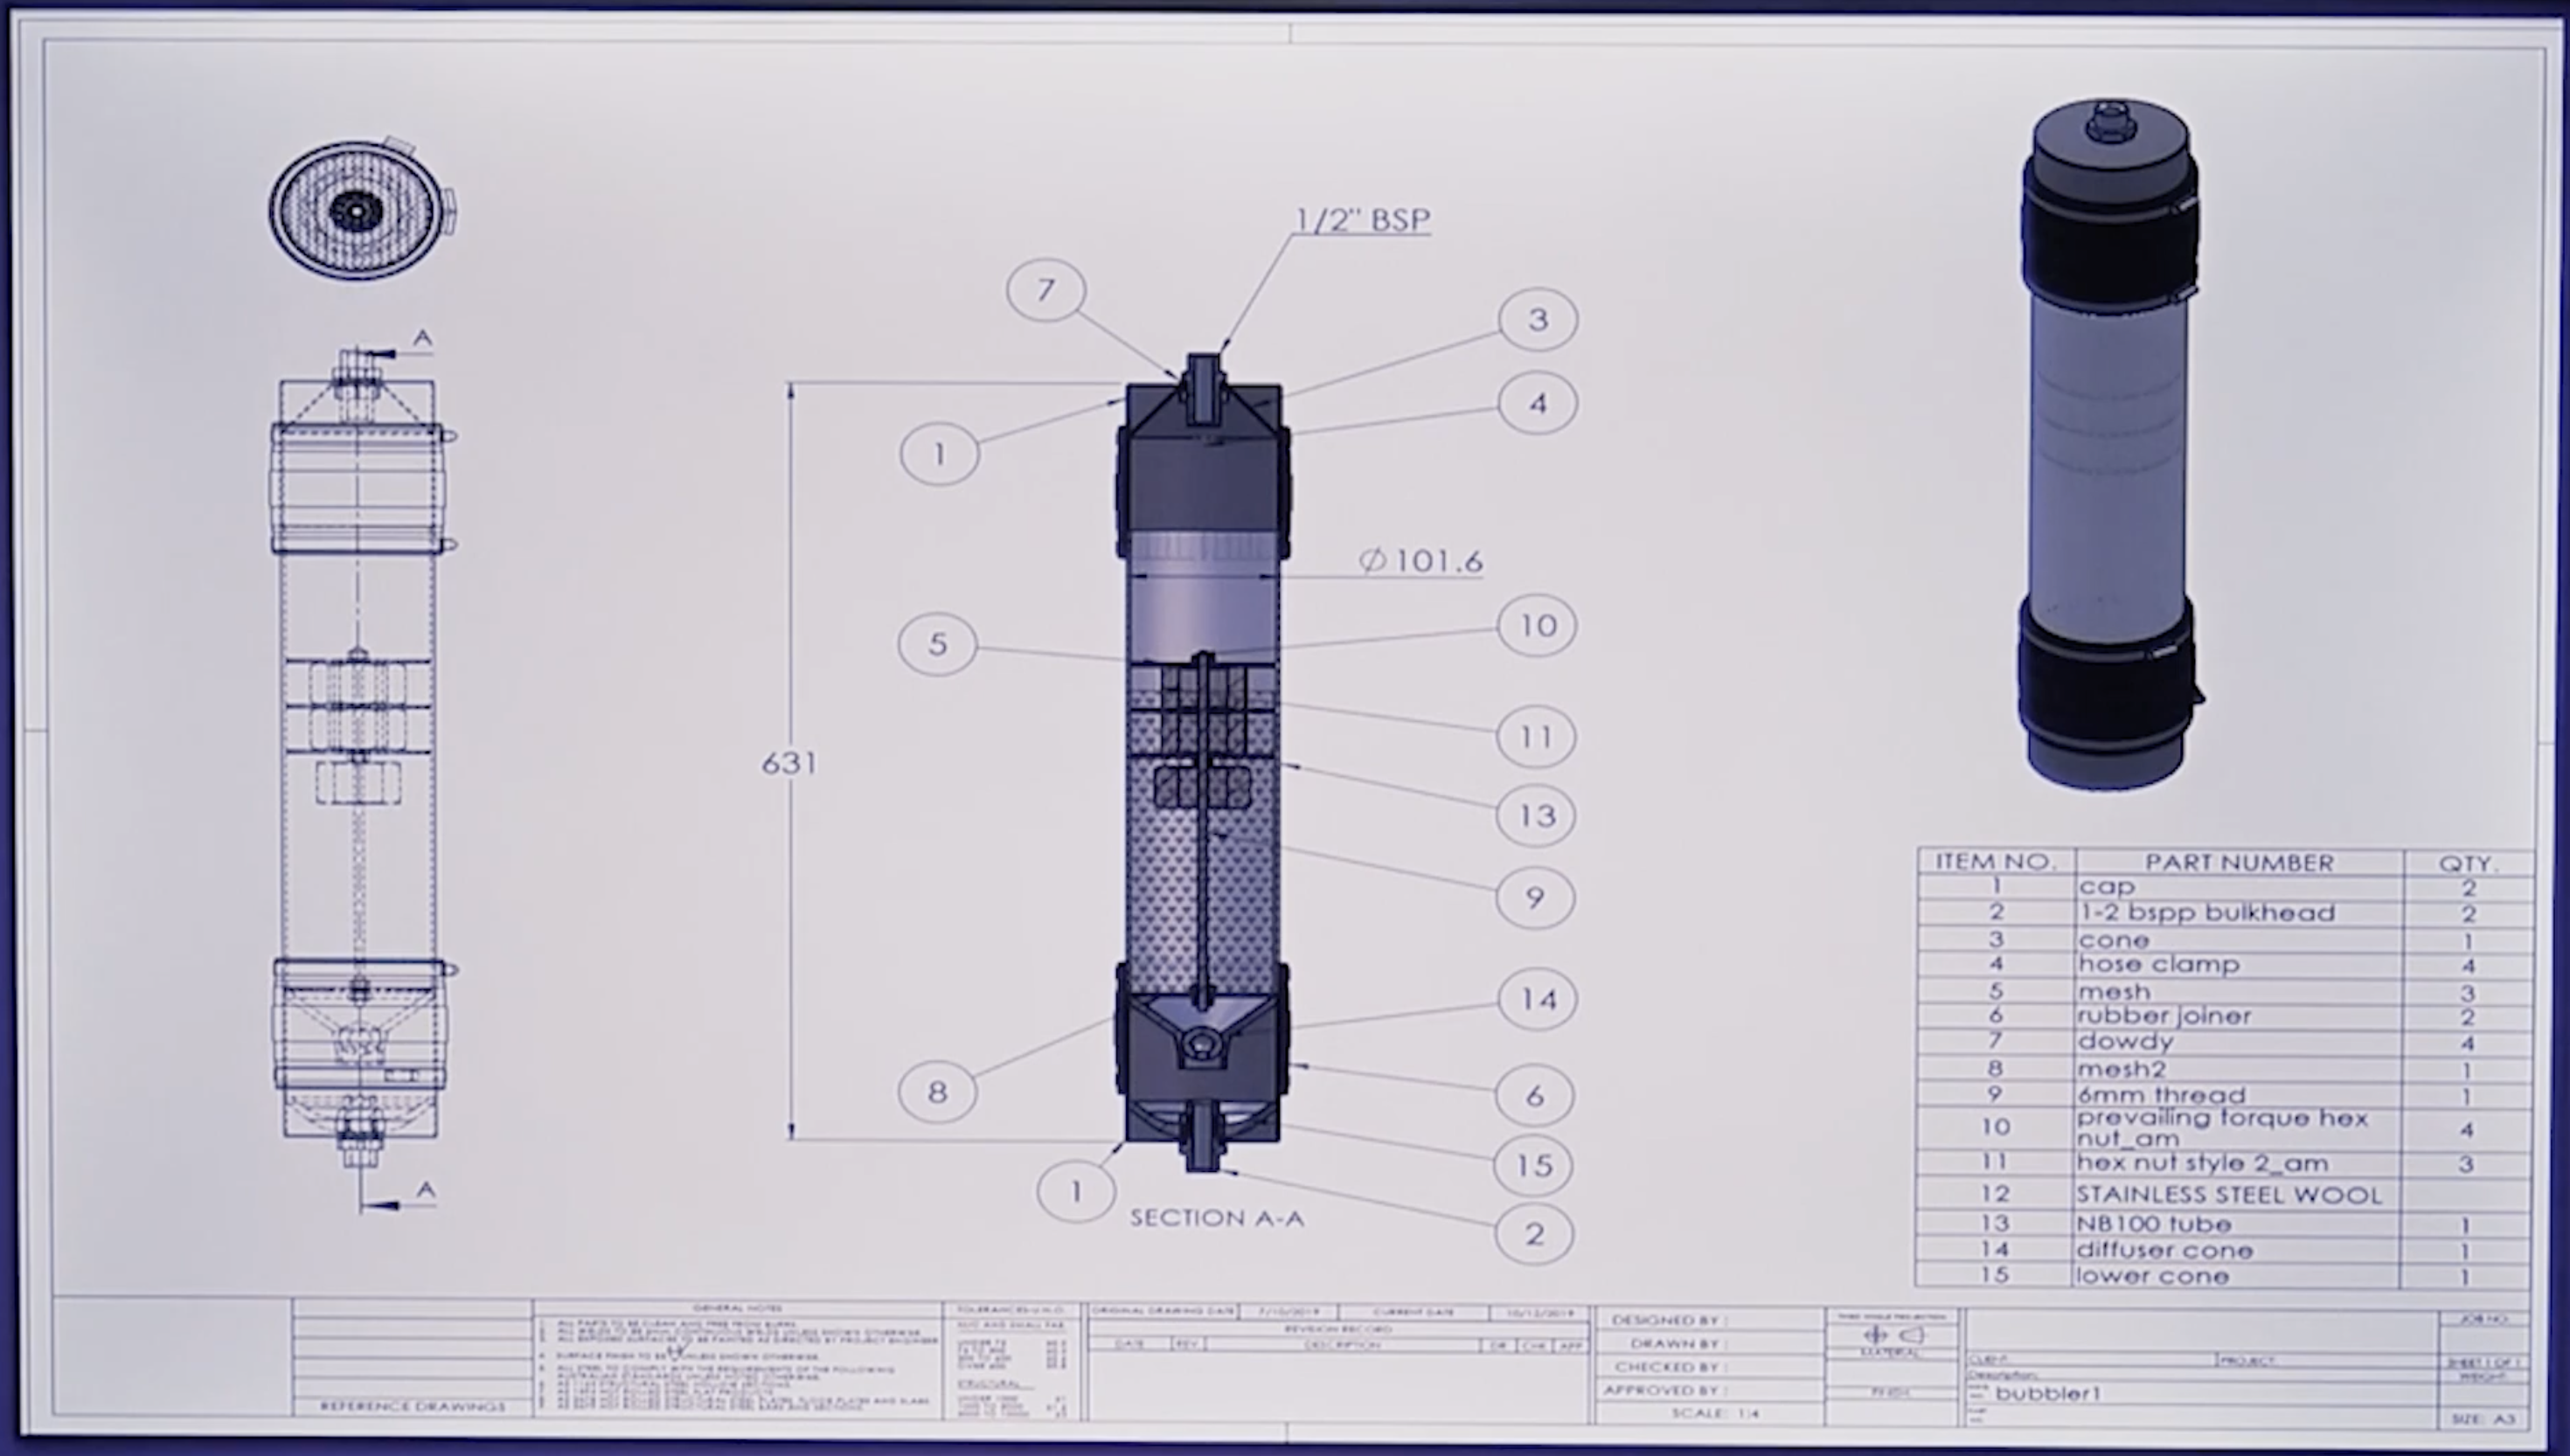 A
A
1/2" BSP
7
3
4
1
Ø101.6
5
10
11
631
13
9
14
8
6
1
15
2
SECTION A-A
ITEM NO. PART NUMBER QTY.
1 cap 2
2 1-2 bspp bulkhead 2
3 cone 1
4 hose clamp 4
5 mesh 3
6 rubber joiner 2
7 dowdy 4
8 mesh2 1
9 6mm thread 1
10 prevailing torque hex nut_am 4
11 hex nut style 2_am 3
12 STAINLESS STEEL WOOL
13 NB100 tube 1
14 diffuser cone 1
15 lower cone 1
REFERENCE DRAWINGS
GENERAL NOTES
ORIGINAL DRAWING DATE 7/10/2019 CURRENT DATE 10/12/2019
REVISION RECORD
DATE REV. DESCRIPTION DR CHK APP
DESIGNED BY :
DRAWN BY :
CHECKED BY :
APPROVED BY :
SCALE: 1:4
MATERIAL:
FINISH:
CLIENT: PROJECT:
Description:
bubbler1
JOB NO.
SHEET 1 OF 1
WEIGHT:
SIZE: A3